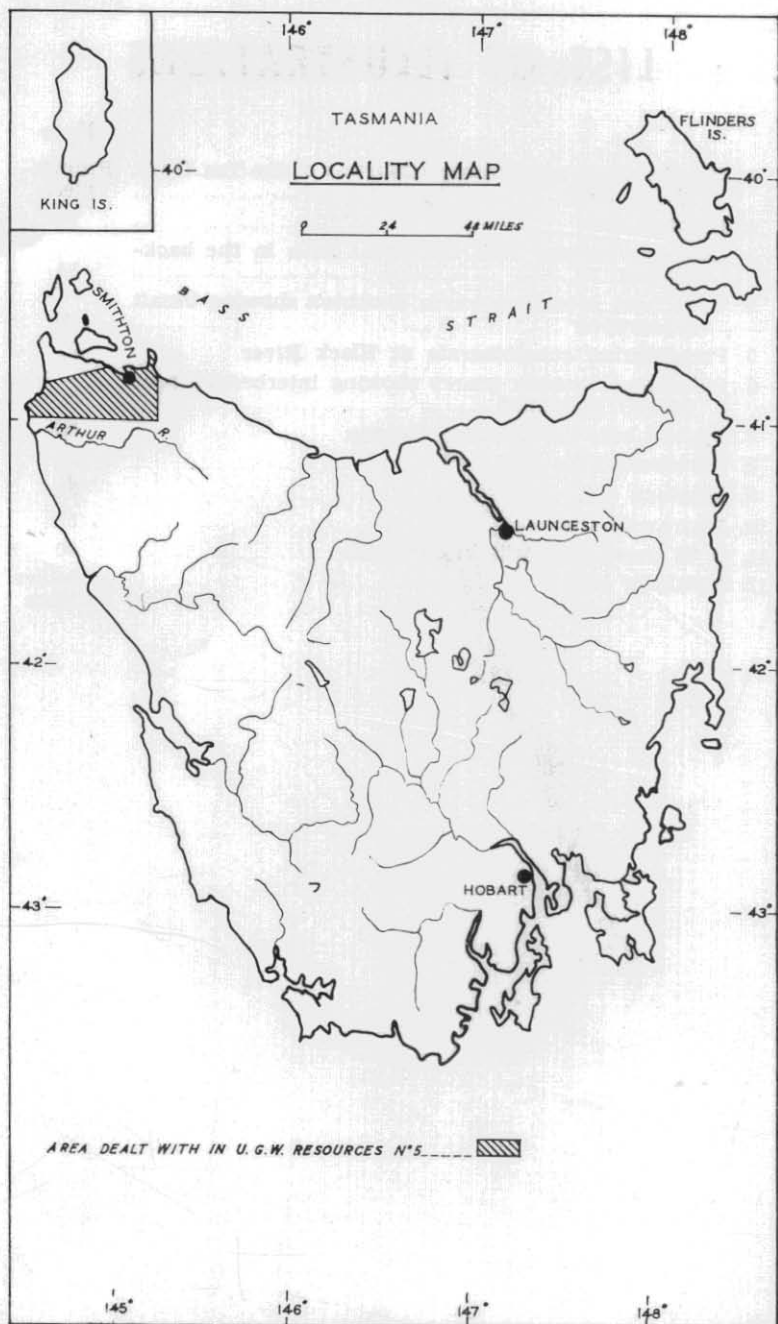 146° 147° 148°
TASMANIA
LOCALITY MAP
FLINDERS
IS.
40°
40°
KING IS.
0 24 48 MILES
BASS
STRAIT
SMITHTON
ARTHUR R.
41°
41°
LAUNCESTON
42°
42°
HOBART
43°
43°
AREA DEALT WITH IN U.G.W. RESOURCES Nº5
145° 146° 147° 148°